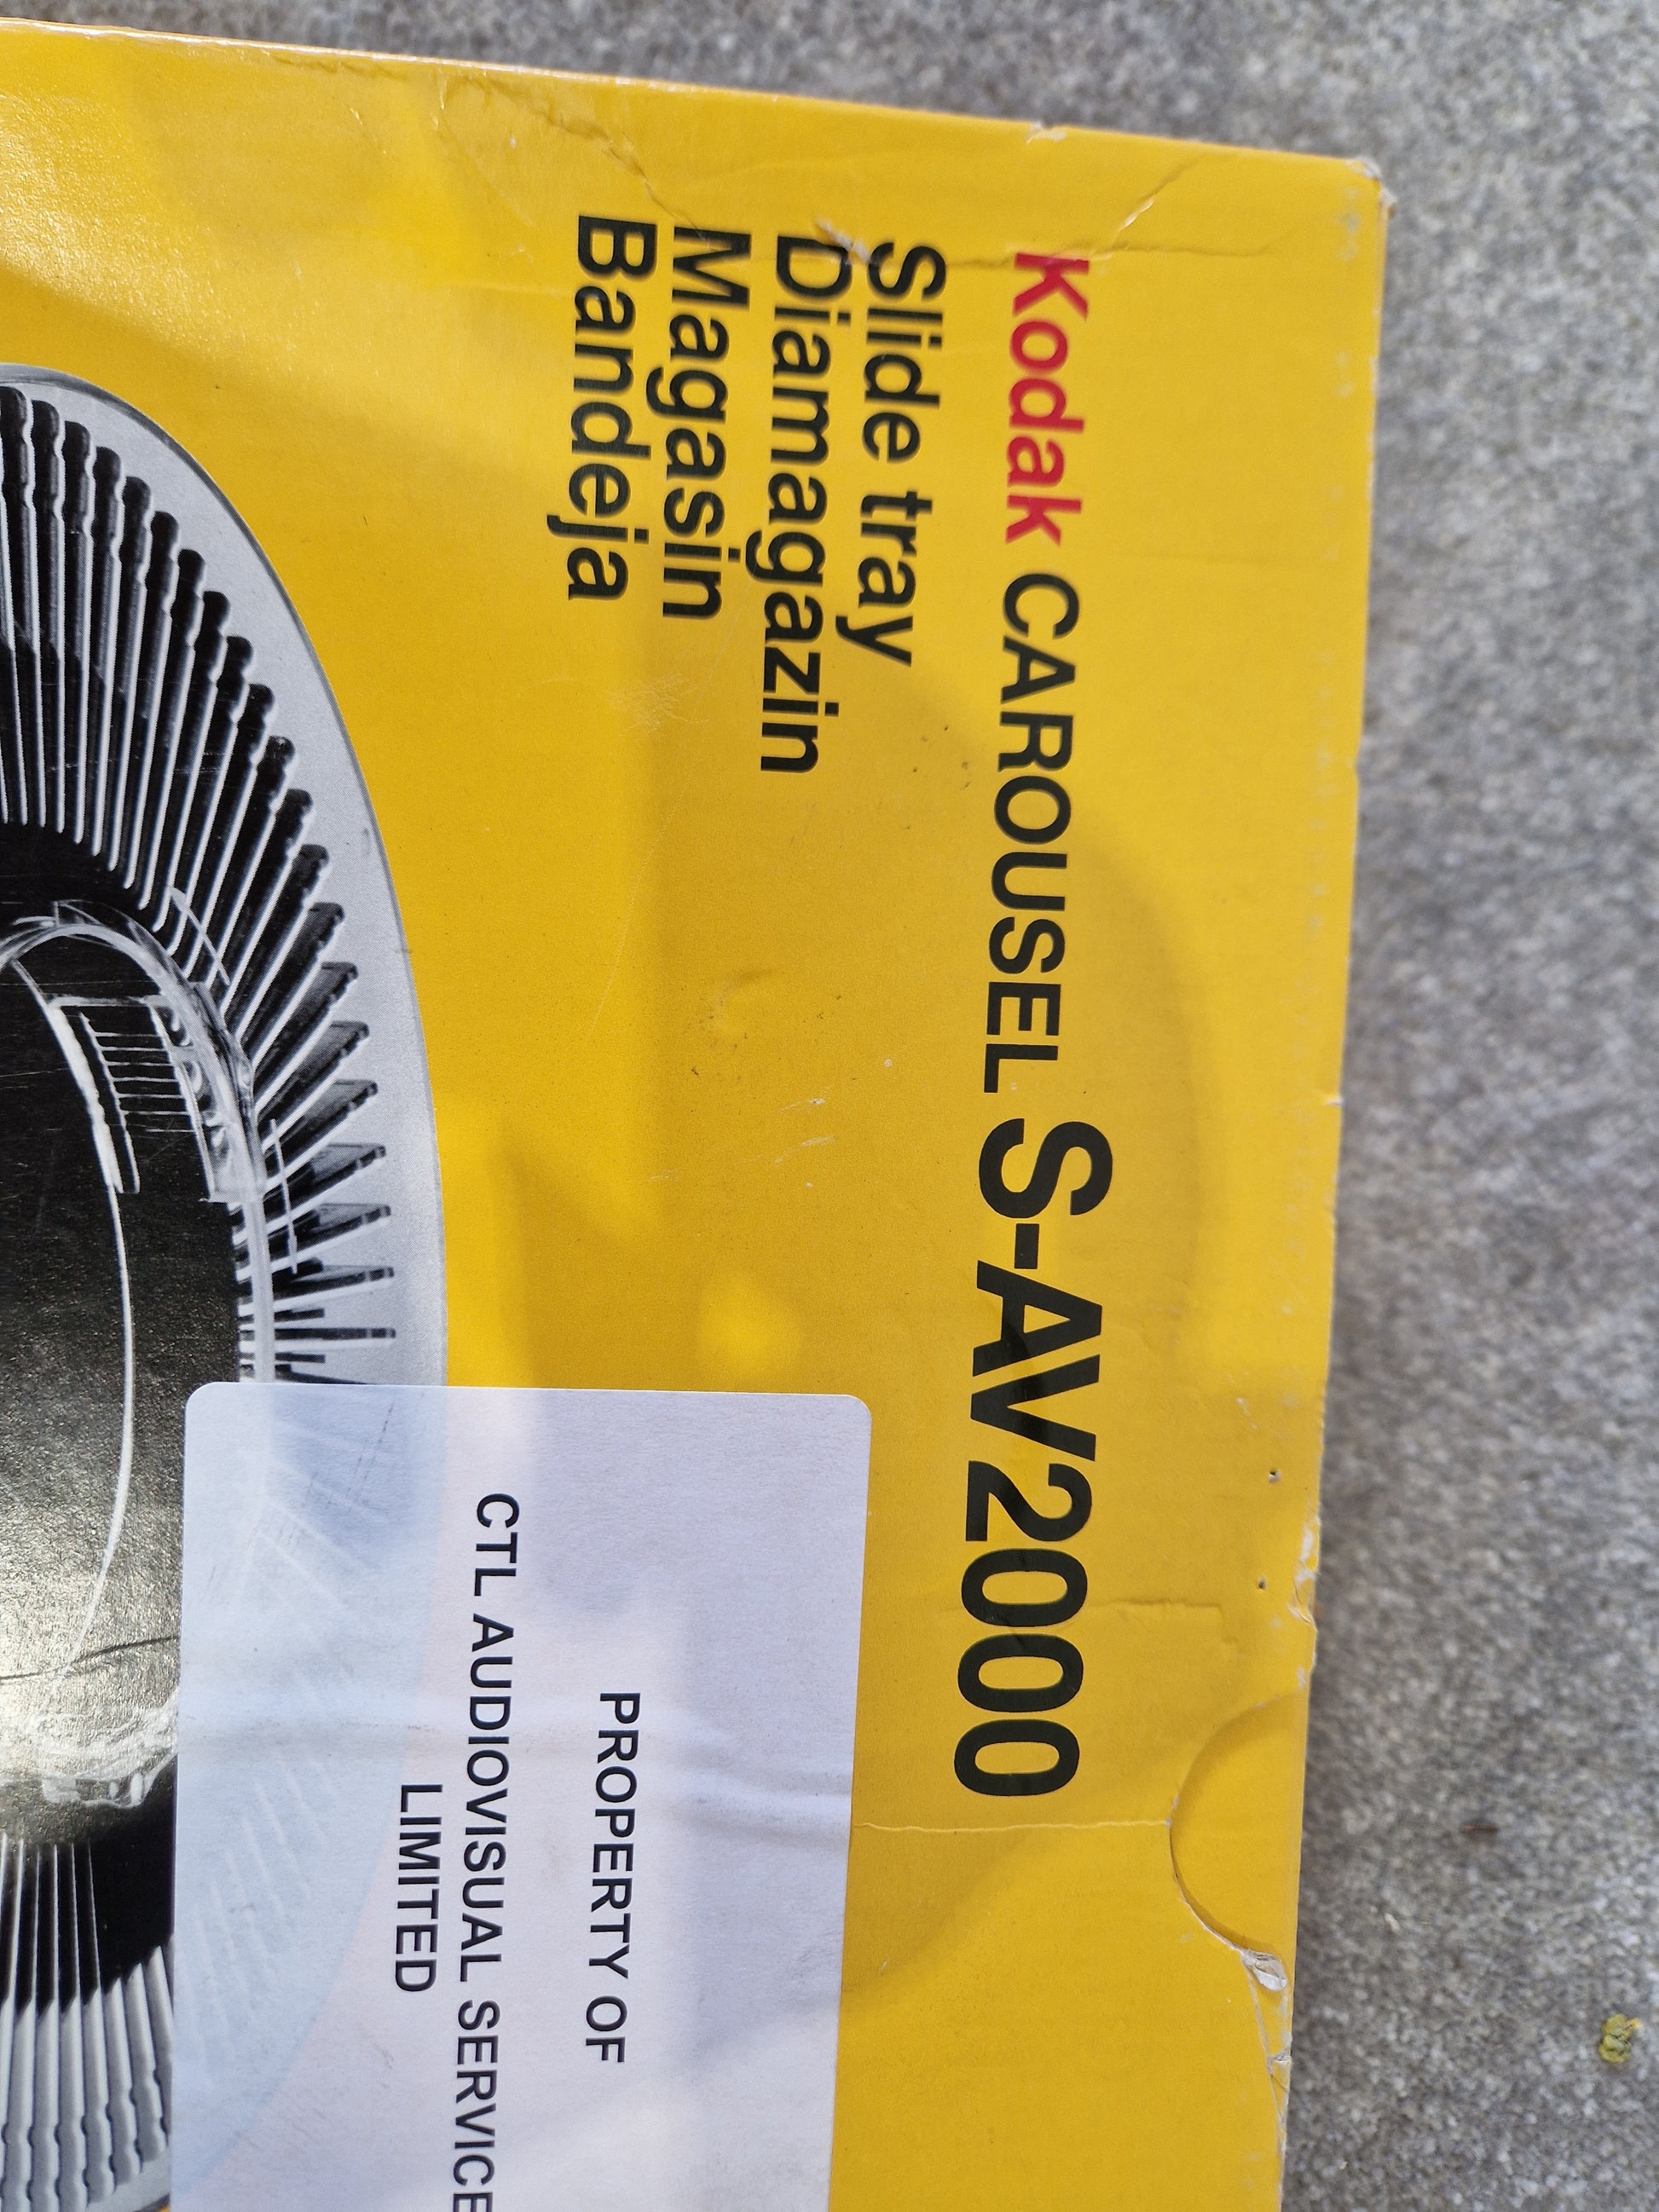 Kodak CAROUSEL S-AV2000
Slide tray
Diamagazin
Magasin
Bandeja
PROPERTY OF
CTL AUDIOVISUAL SERVICE
LIMITED